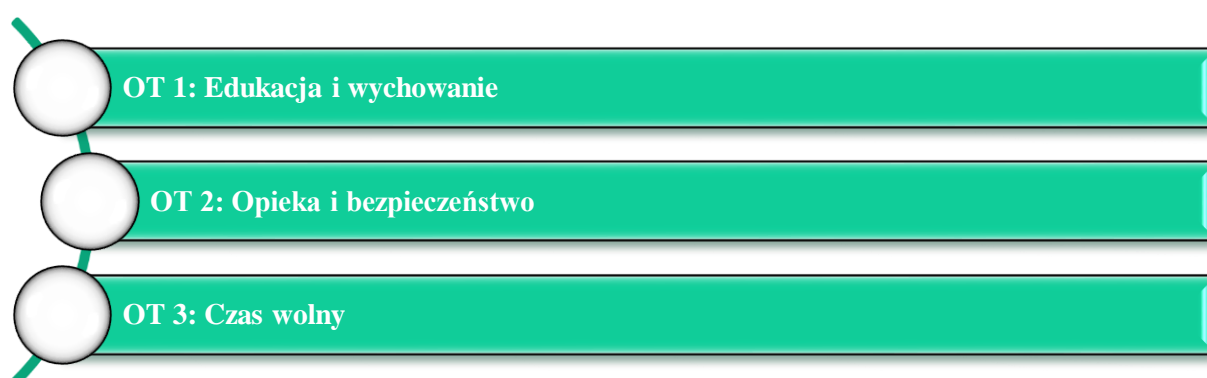 OT 1: Edukacja i wychowanie
OT 2: Opieka i bezpieczeństwo
OT 3: Czas wolny